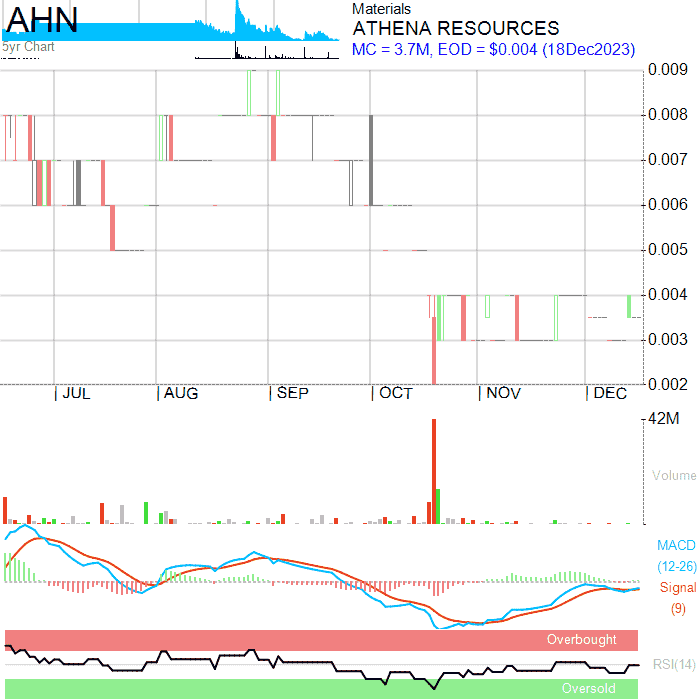 AHN
5yr Chart
Materials
ATHENA RESOURCES
MC = 3.7M, EOD = $0.004 (18Dec2023)
0.009
0.008
0.007
0.006
0.005
0.004
0.003
0.002
JUL AUG SEP OCT NOV DEC
42M
Volume
MACD
(12-26)
Signal
(9)
Overbought
RSI(14)
Oversold